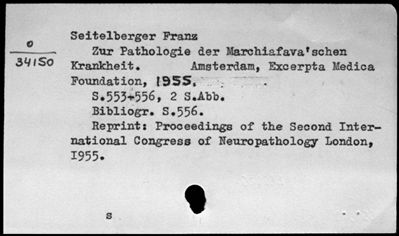 Seitelberger Franz
O
34150
Zur Pathologie der Marchiafava'schen
Krankheit. Amsterdam, Excerpta Medica
Foundation, 1955.
S.553-556, 2 S.Abb.
Bibliogr. S.556.
Reprint: Proceedings of the Second Inter-
national Congress of Neuropathology London,
1955.
s